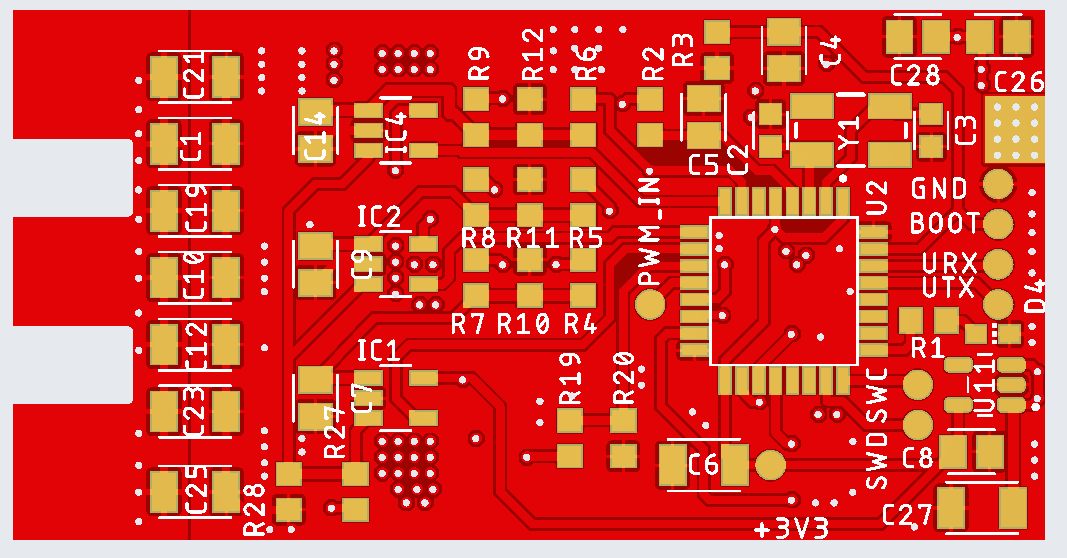 C21
C1
C19
C10
C12
C23
C25
R28
R27
C14
IC4
IC2
C9
IC1
C7
R9
R12
R6
R2
R3
C4
C28
C26
C5
C2
Y1
C3
R8
R11
R5
R7
R10
R4
PWM_IN
U2
GND
BOOT
URX
UTX
D4
R1
U11
R19
R20
C6
SWC
SWD
C8
C27
+3V3